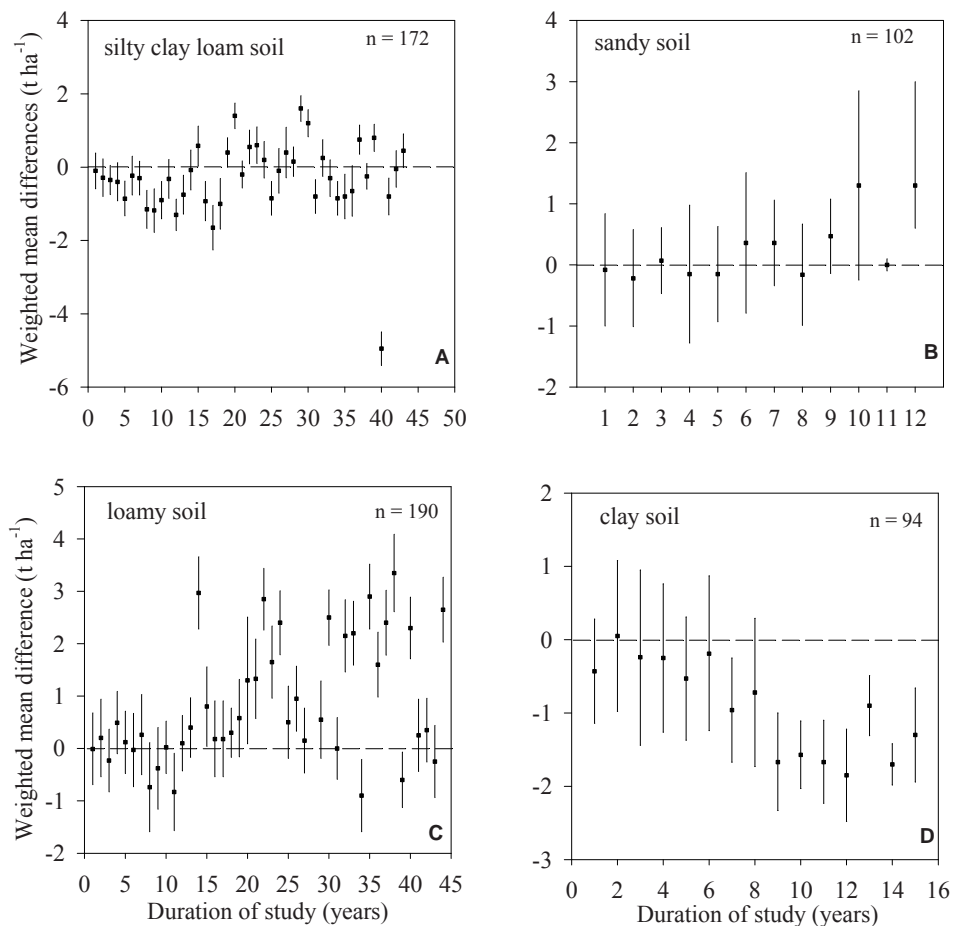 silty clay loam soil
n = 172
Weighted mean differences (t ha-1)
4
2
0
-2
-4
-6
A
0 5 10 15 20 25 30 35 40 45 50
sandy soil
n = 102
4
3
2
1
0
-1
-2
B
1 2 3 4 5 6 7 8 9 10 11 12
loamy soil
n = 190
Weighted mean difference (t ha-1)
5
4
3
2
1
0
-1
-2
C
0 5 10 15 20 25 30 35 40 45
Duration of study (years)
clay soil
n = 94
2
1
0
-1
-2
-3
D
0 2 4 6 8 10 12 14 16
Duration of study (years)